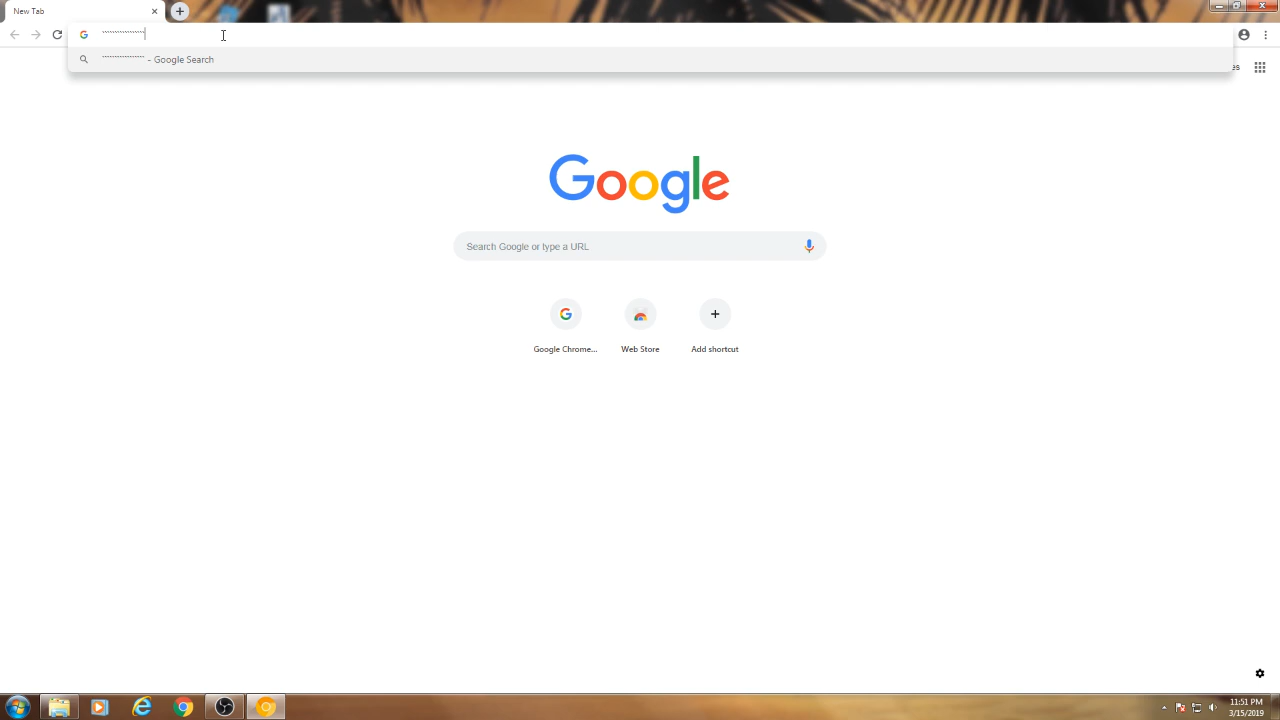 New Tab
- Google Search
es
Google
Search Google or type a URL
Google Chrome...
Web Store
Add shortcut
11:51 PM
3/15/2019